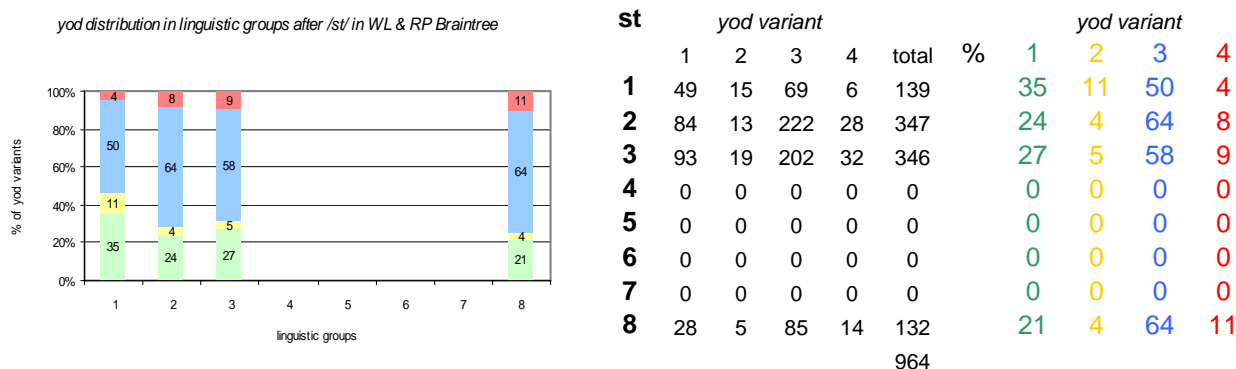 yod distribution in linguistic groups after /st/ in WL & RP Braintree
% of yod variants
100%
80%
60%
40%
20%
0%
4
50
11
35
8
64
4
24
9
58
5
27
11
64
4
21
1 2 3 4 5 6 7 8
linguistic groups
st yod variant yod variant
1 2 3 4 total % 1 2 3 4
1 49 15 69 6 139 35 11 50 4
2 84 13 222 28 347 24 4 64 8
3 93 19 202 32 346 27 5 58 9
4 0 0 0 0 0 0 0 0 0
5 0 0 0 0 0 0 0 0 0
6 0 0 0 0 0 0 0 0 0
7 0 0 0 0 0 0 0 0 0
8 28 5 85 14 132 21 4 64 11
964